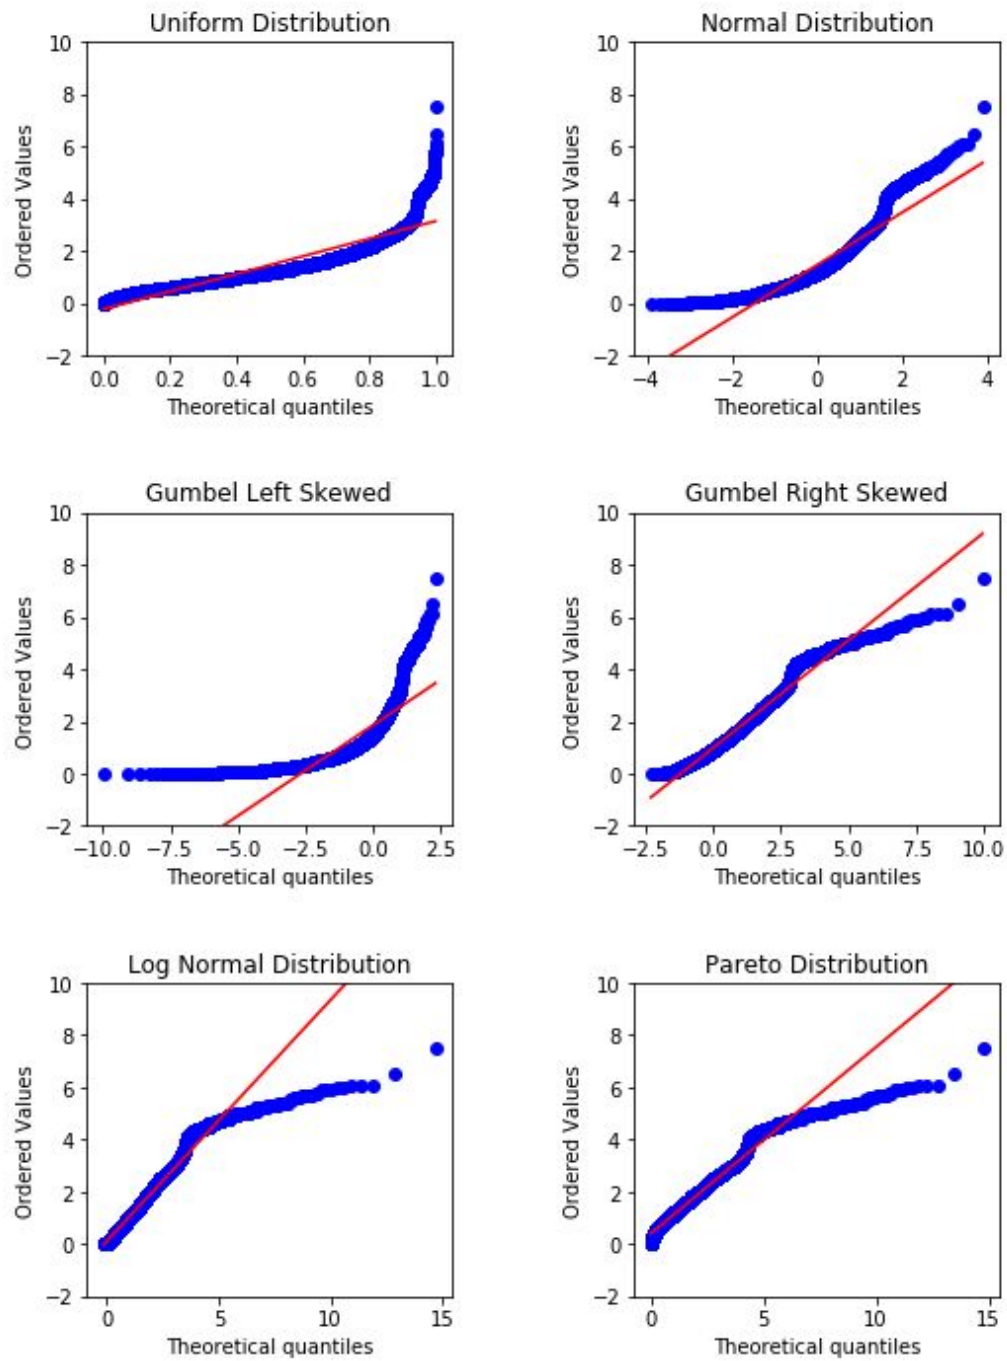 Uniform Distribution
10
8
6
4
2
0
−2
Ordered Values
0.0 0.2 0.4 0.6 0.8 1.0
Theoretical quantiles
Normal Distribution
10
8
6
4
2
0
−2
Ordered Values
−4 −2 0 2 4
Theoretical quantiles
Gumbel Left Skewed
10
8
6
4
2
0
−2
Ordered Values
−10.0 −7.5 −5.0 −2.5 0.0 2.5
Theoretical quantiles
Gumbel Right Skewed
10
8
6
4
2
0
−2
Ordered Values
−2.5 0.0 2.5 5.0 7.5 10.0
Theoretical quantiles
Log Normal Distribution
10
8
6
4
2
0
−2
Ordered Values
0 5 10 15
Theoretical quantiles
Pareto Distribution
10
8
6
4
2
0
−2
Ordered Values
0 5 10 15
Theoretical quantiles